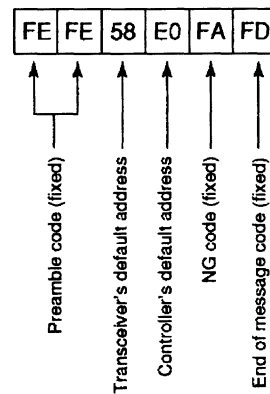 FE FE 58 E0 FA FD
Preamble code (fixed)
Transceiver's default address
Controller's default address
NG code (fixed)
End of message code (fixed)